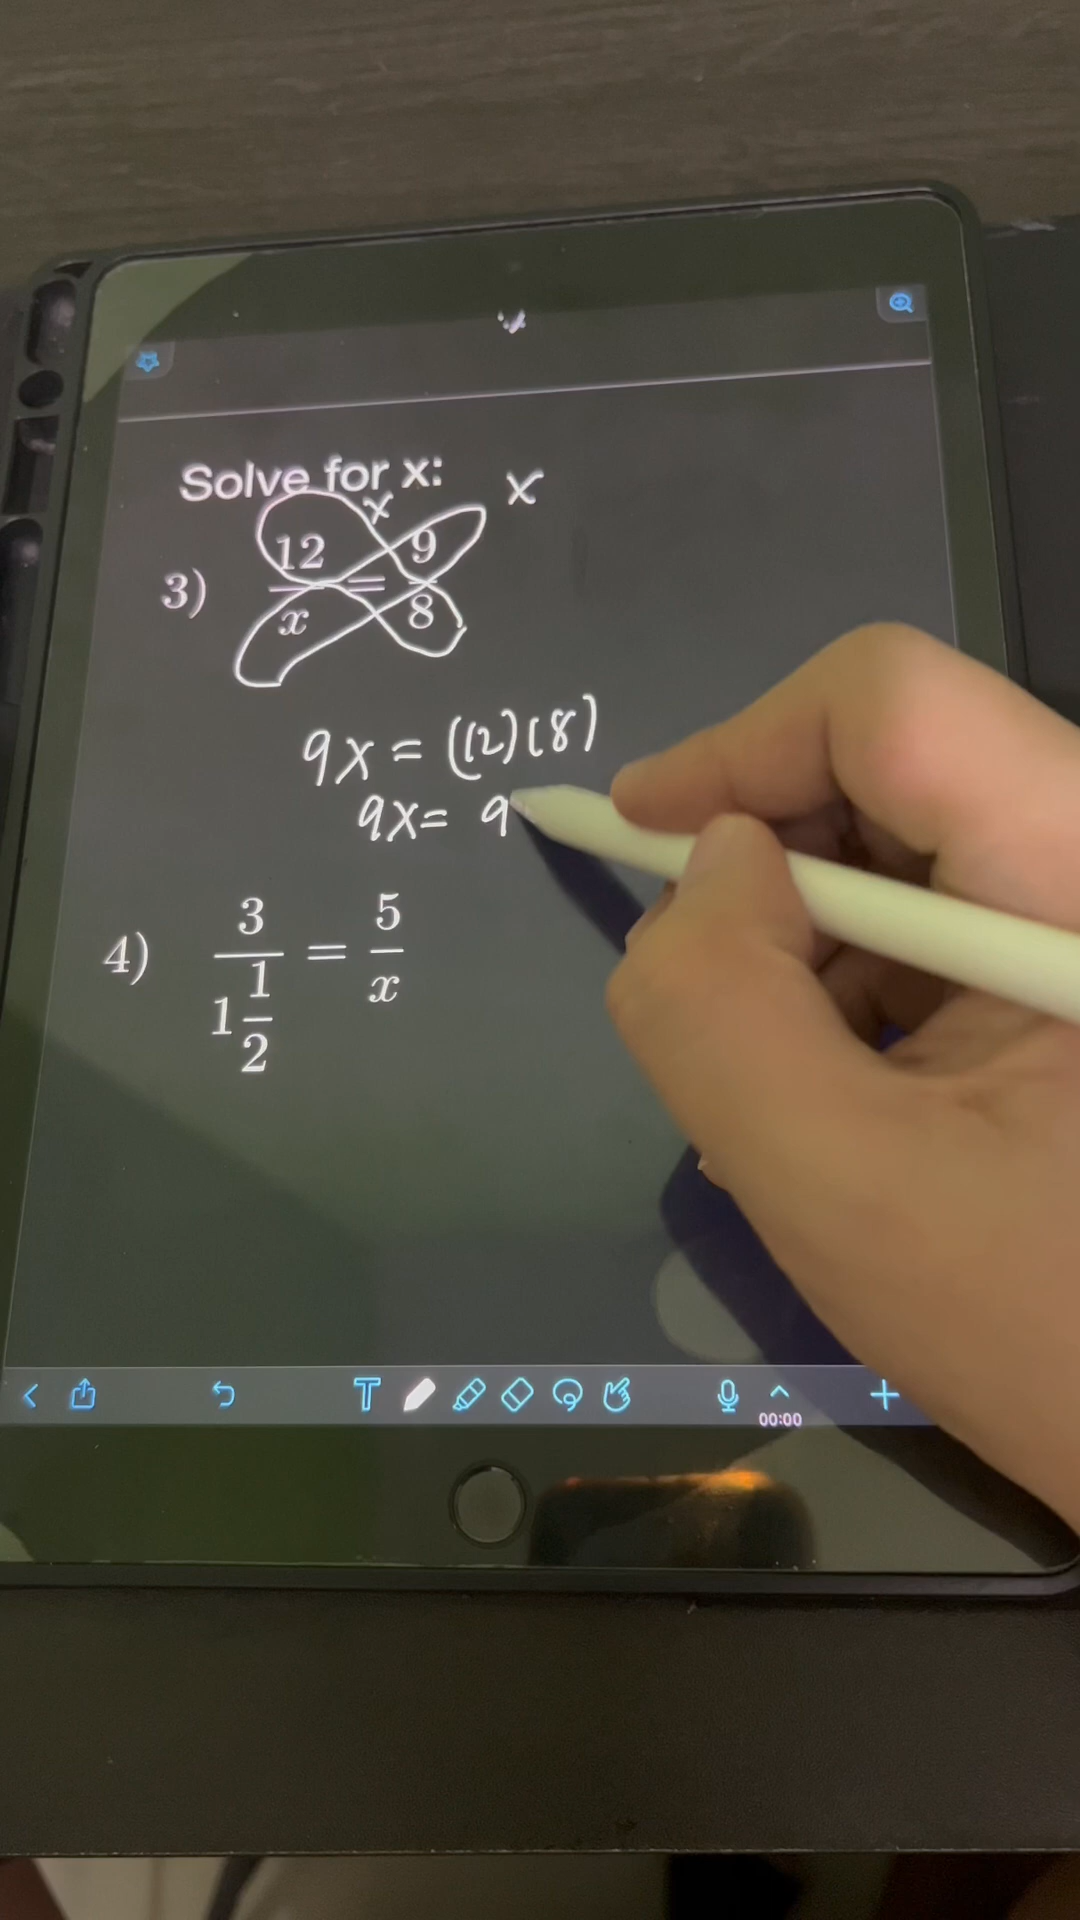 Solve for x: x
x
3) 12/x = 9/8
9x = (12)(8)
9x = 9
4) 3/1 1/2 = 5/x
T
00:00